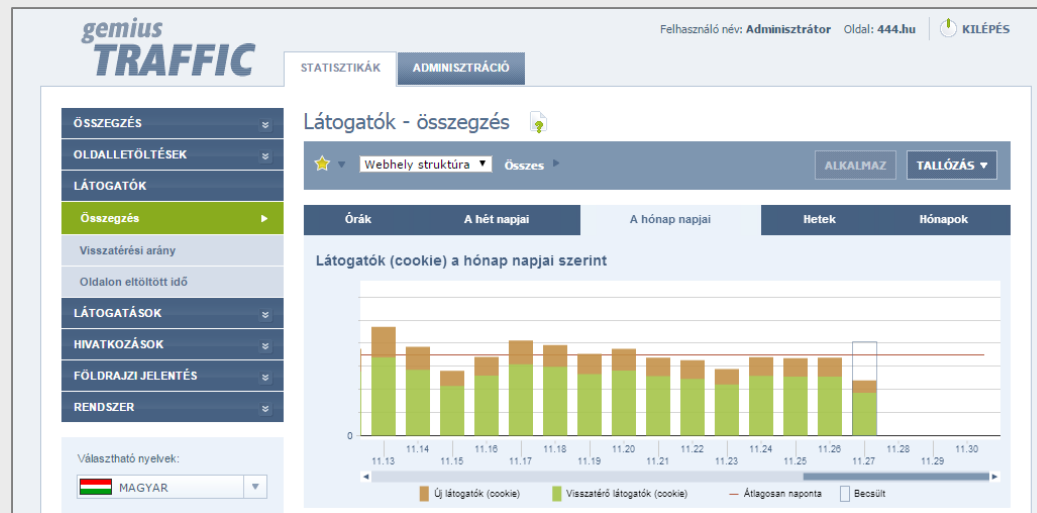 gemius
TRAFFIC
Felhasználó név: Adminisztrátor Oldal: 444.hu KILÉPÉS
STATISZTIKÁK ADMINISZTRÁCIÓ
ÖSSZEGZÉS
OLDALLETÖLTÉSEK
LÁTOGATÓK
Összegzés
Visszatérési arány
Oldalon eltöltött idő
LÁTOGATÁSOK
HIVATKOZÁSOK
FÖLDRAJZI JELENTÉS
RENDSZER
Választható nyelvek:
MAGYAR
Látogatók - összegzés
Webhely struktúra Összes ALKALMAZ TALLÓZÁS
Órák A hét napjai A hónap napjai Hetek Hónapok
Látogatók (cookie) a hónap napjai szerint
0
11.14 11.16 11.18 11.20 11.22 11.24 11.26 11.28 11.30
11.13 11.15 11.17 11.19 11.21 11.23 11.25 11.27 11.29
Új látogatók (cookie) Visszatérő látogatók (cookie) Átlagosan naponta Becsült